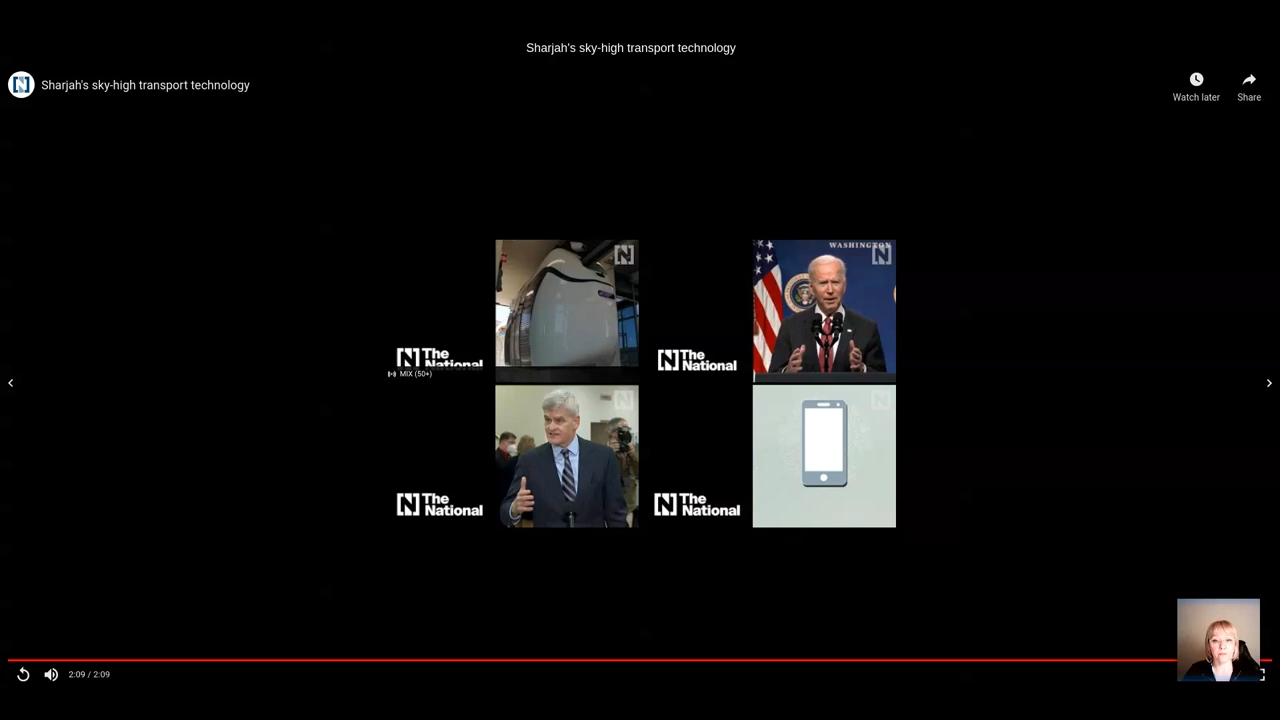 Sharjah's sky-high transport technology
Sharjah's sky-high transport technology
Watch later
Share
WASHINGTON
The
National
The
National
MIX (50+)
The
National
The
National
2:09 / 2:09